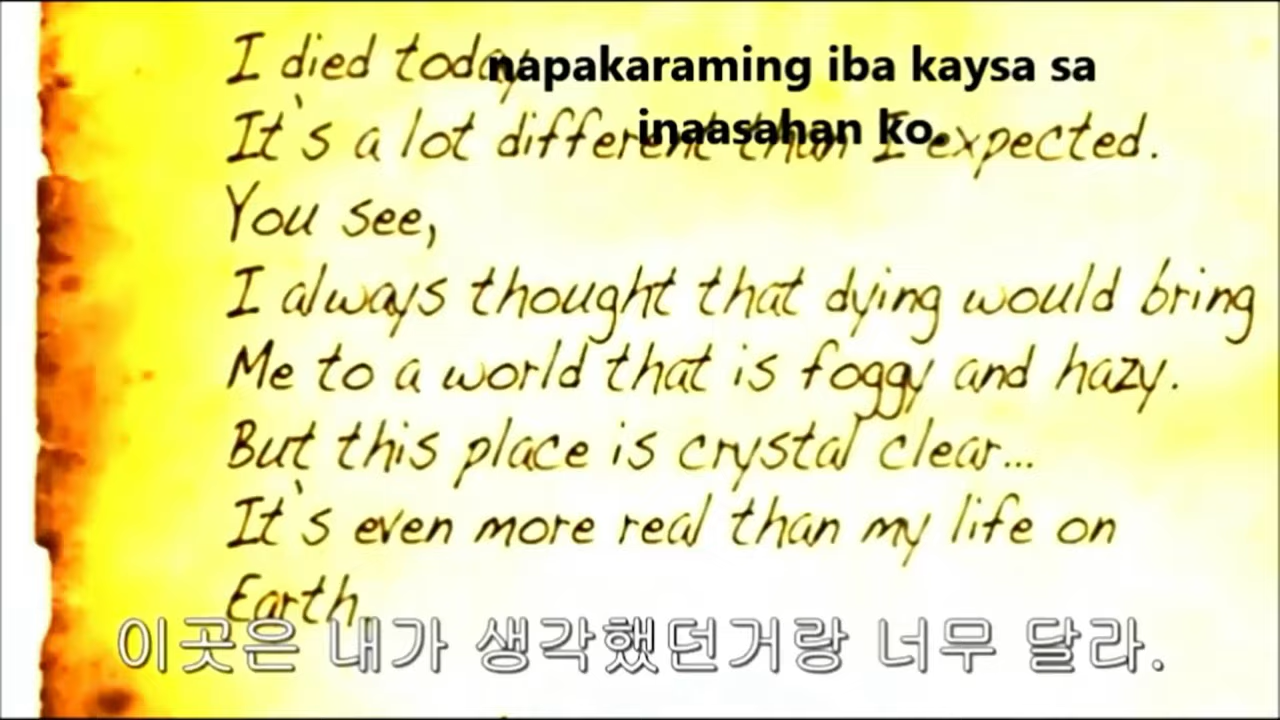 I died today.
napakaraming iba kaysa sa
It's a lot different than I expected.
inaasahan ko.
You see,
I always thought that dying would bring
Me to a world that is foggy and hazy.
But this place is crystal clear...
It's even more real than my life on
Earth.
이곳은 내가 생각했던거랑 너무 달라.